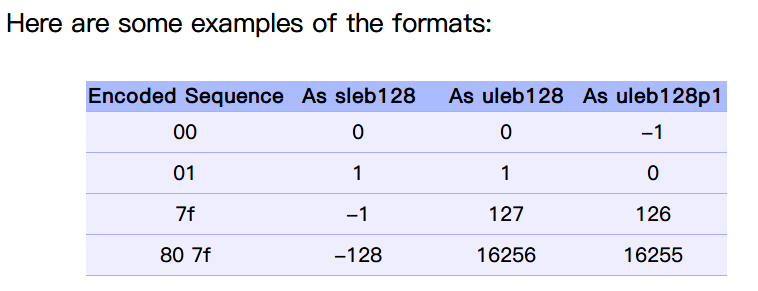 Here are some examples of the formats:
Encoded Sequence As sleb128 As uleb128 As uleb128p1
00 0 0 −1
01 1 1 0
7f −1 127 126
80 7f −128 16256 16255